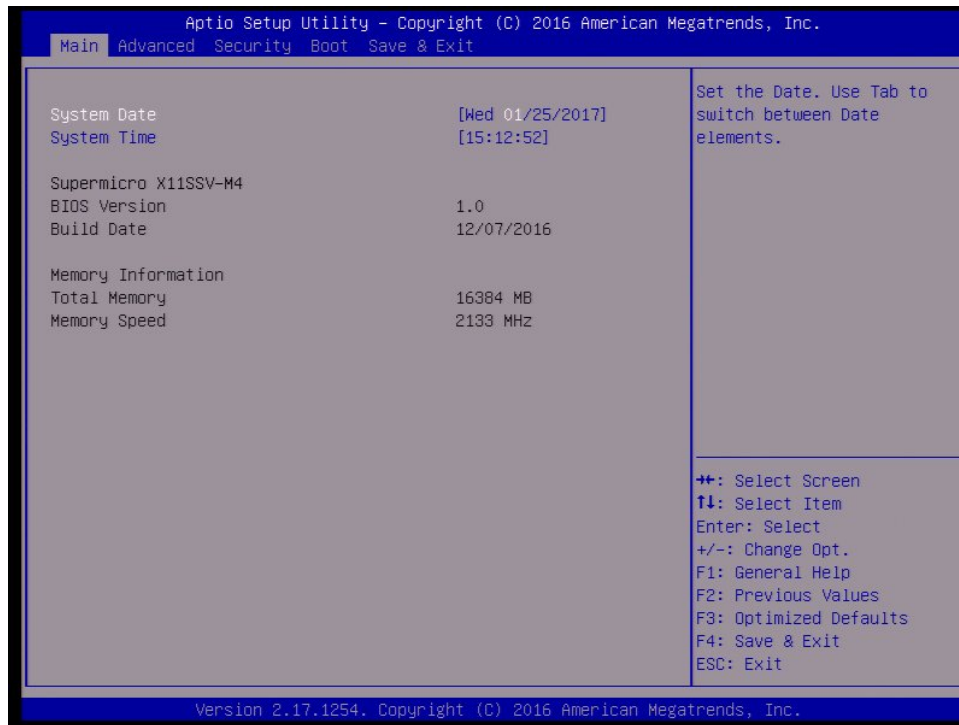 Aptio Setup Utility – Copyright (C) 2016 American Megatrends, Inc.
Main Advanced Security Boot Save & Exit
System Date [Wed 01/25/2017]
System Time [15:12:52]
Supermicro X11SSV-M4
BIOS Version 1.0
Build Date 12/07/2016
Memory Information
Total Memory 16384 MB
Memory Speed 2133 MHz
Set the Date. Use Tab to
switch between Date
elements.
→←: Select Screen
↑↓: Select Item
Enter: Select
+/-: Change Opt.
F1: General Help
F2: Previous Values
F3: Optimized Defaults
F4: Save & Exit
ESC: Exit
Version 2.17.1254. Copyright (C) 2016 American Megatrends, Inc.